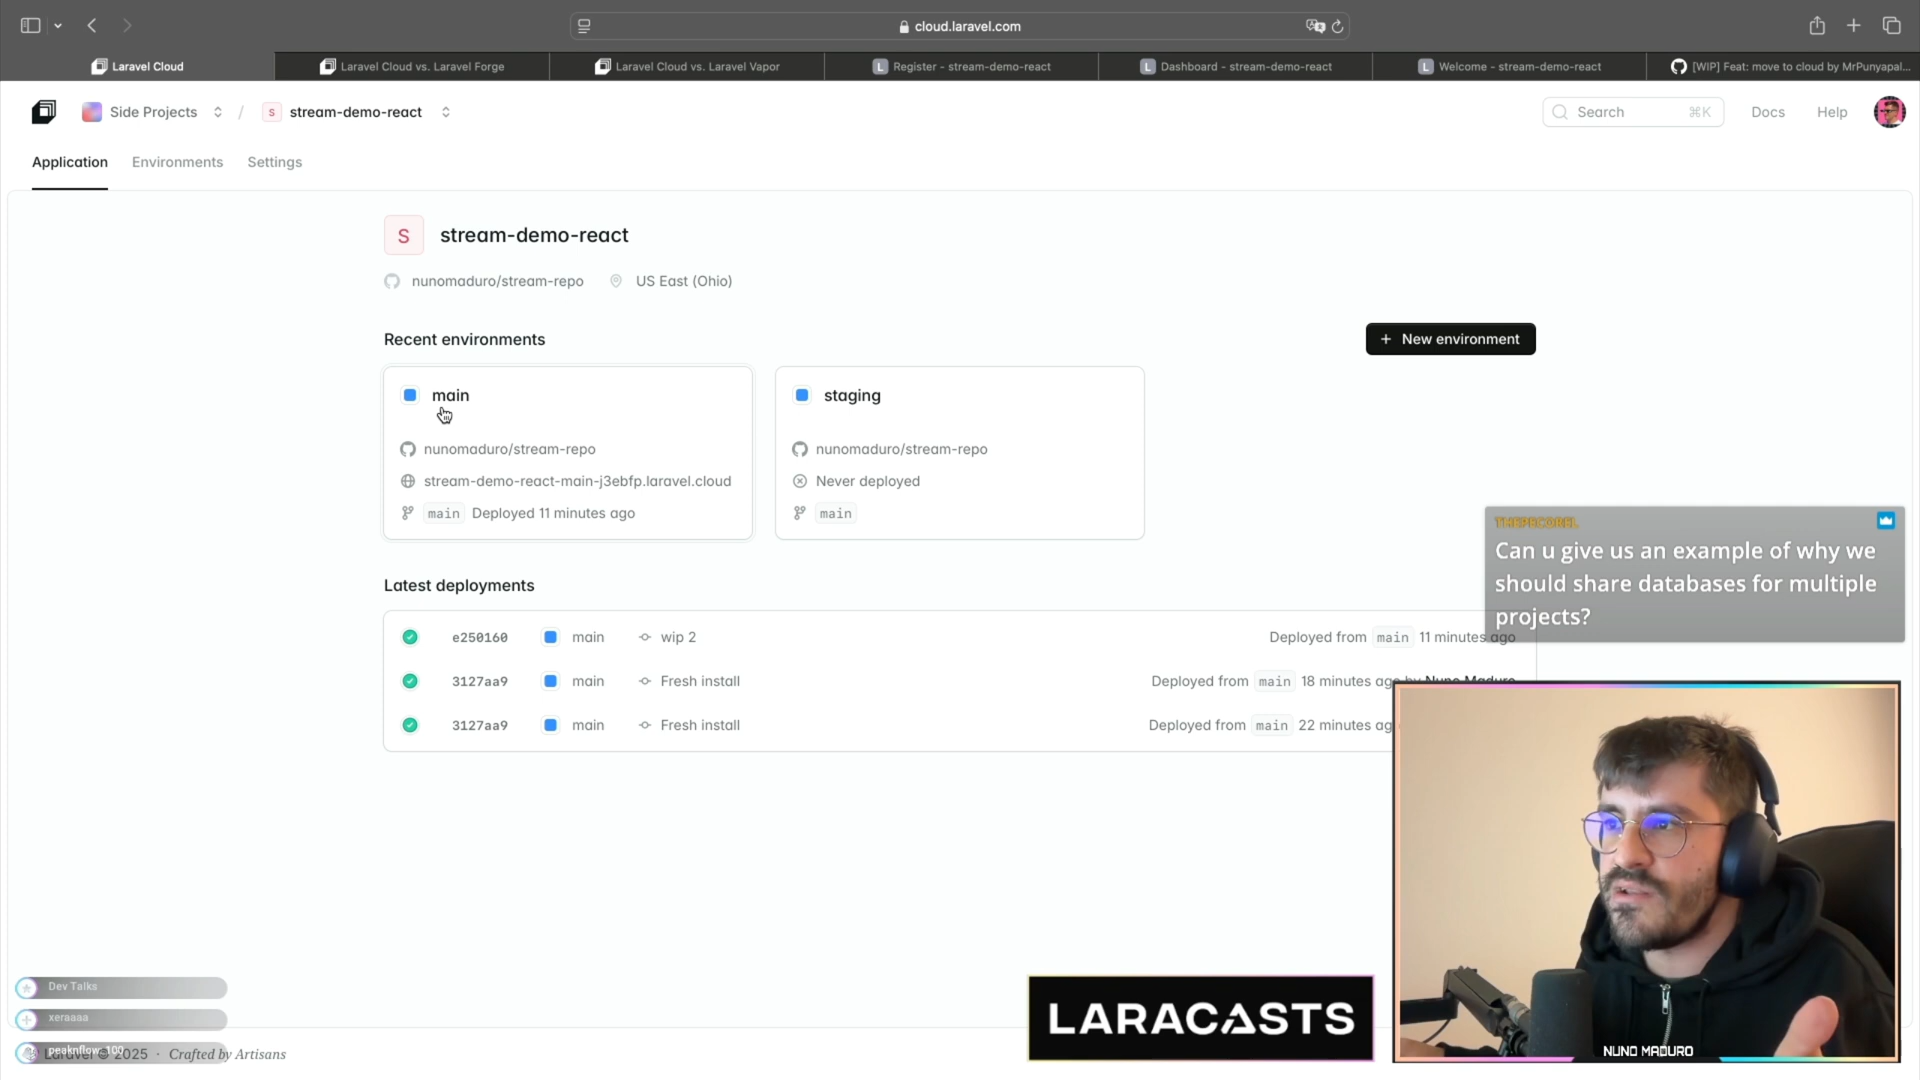 cloud.laravel.com
Laravel Cloud
Laravel Cloud vs. Laravel Forge
Laravel Cloud vs. Laravel Vapor
L Register - stream-demo-react
L Dashboard - stream-demo-react
L Welcome - stream-demo-react
[WIP] Feat: move to cloud by MrPunyapal...
Side Projects / S stream-demo-react
Search ⌘K
Docs
Help
Application
Environments
Settings
S stream-demo-react
nunomaduro/stream-repo
US East (Ohio)
Recent environments
+ New environment
main
nunomaduro/stream-repo
stream-demo-react-main-j3ebfp.laravel.cloud
main Deployed 11 minutes ago
staging
nunomaduro/stream-repo
Never deployed
main
Can u give us an example of why we
should share databases for multiple
projects?
Latest deployments
e250160 main wip 2 Deployed from main 11 minutes ago
3127aa9 main Fresh install Deployed from main 18 minutes ago by Nuno Maduro
3127aa9 main Fresh install Deployed from main 22 minutes ag
Dev Talks
xeraaaa
peaknflow: 100
Laravel © 2025 · Crafted by Artisans
LARACASTS
NUNO MADURO